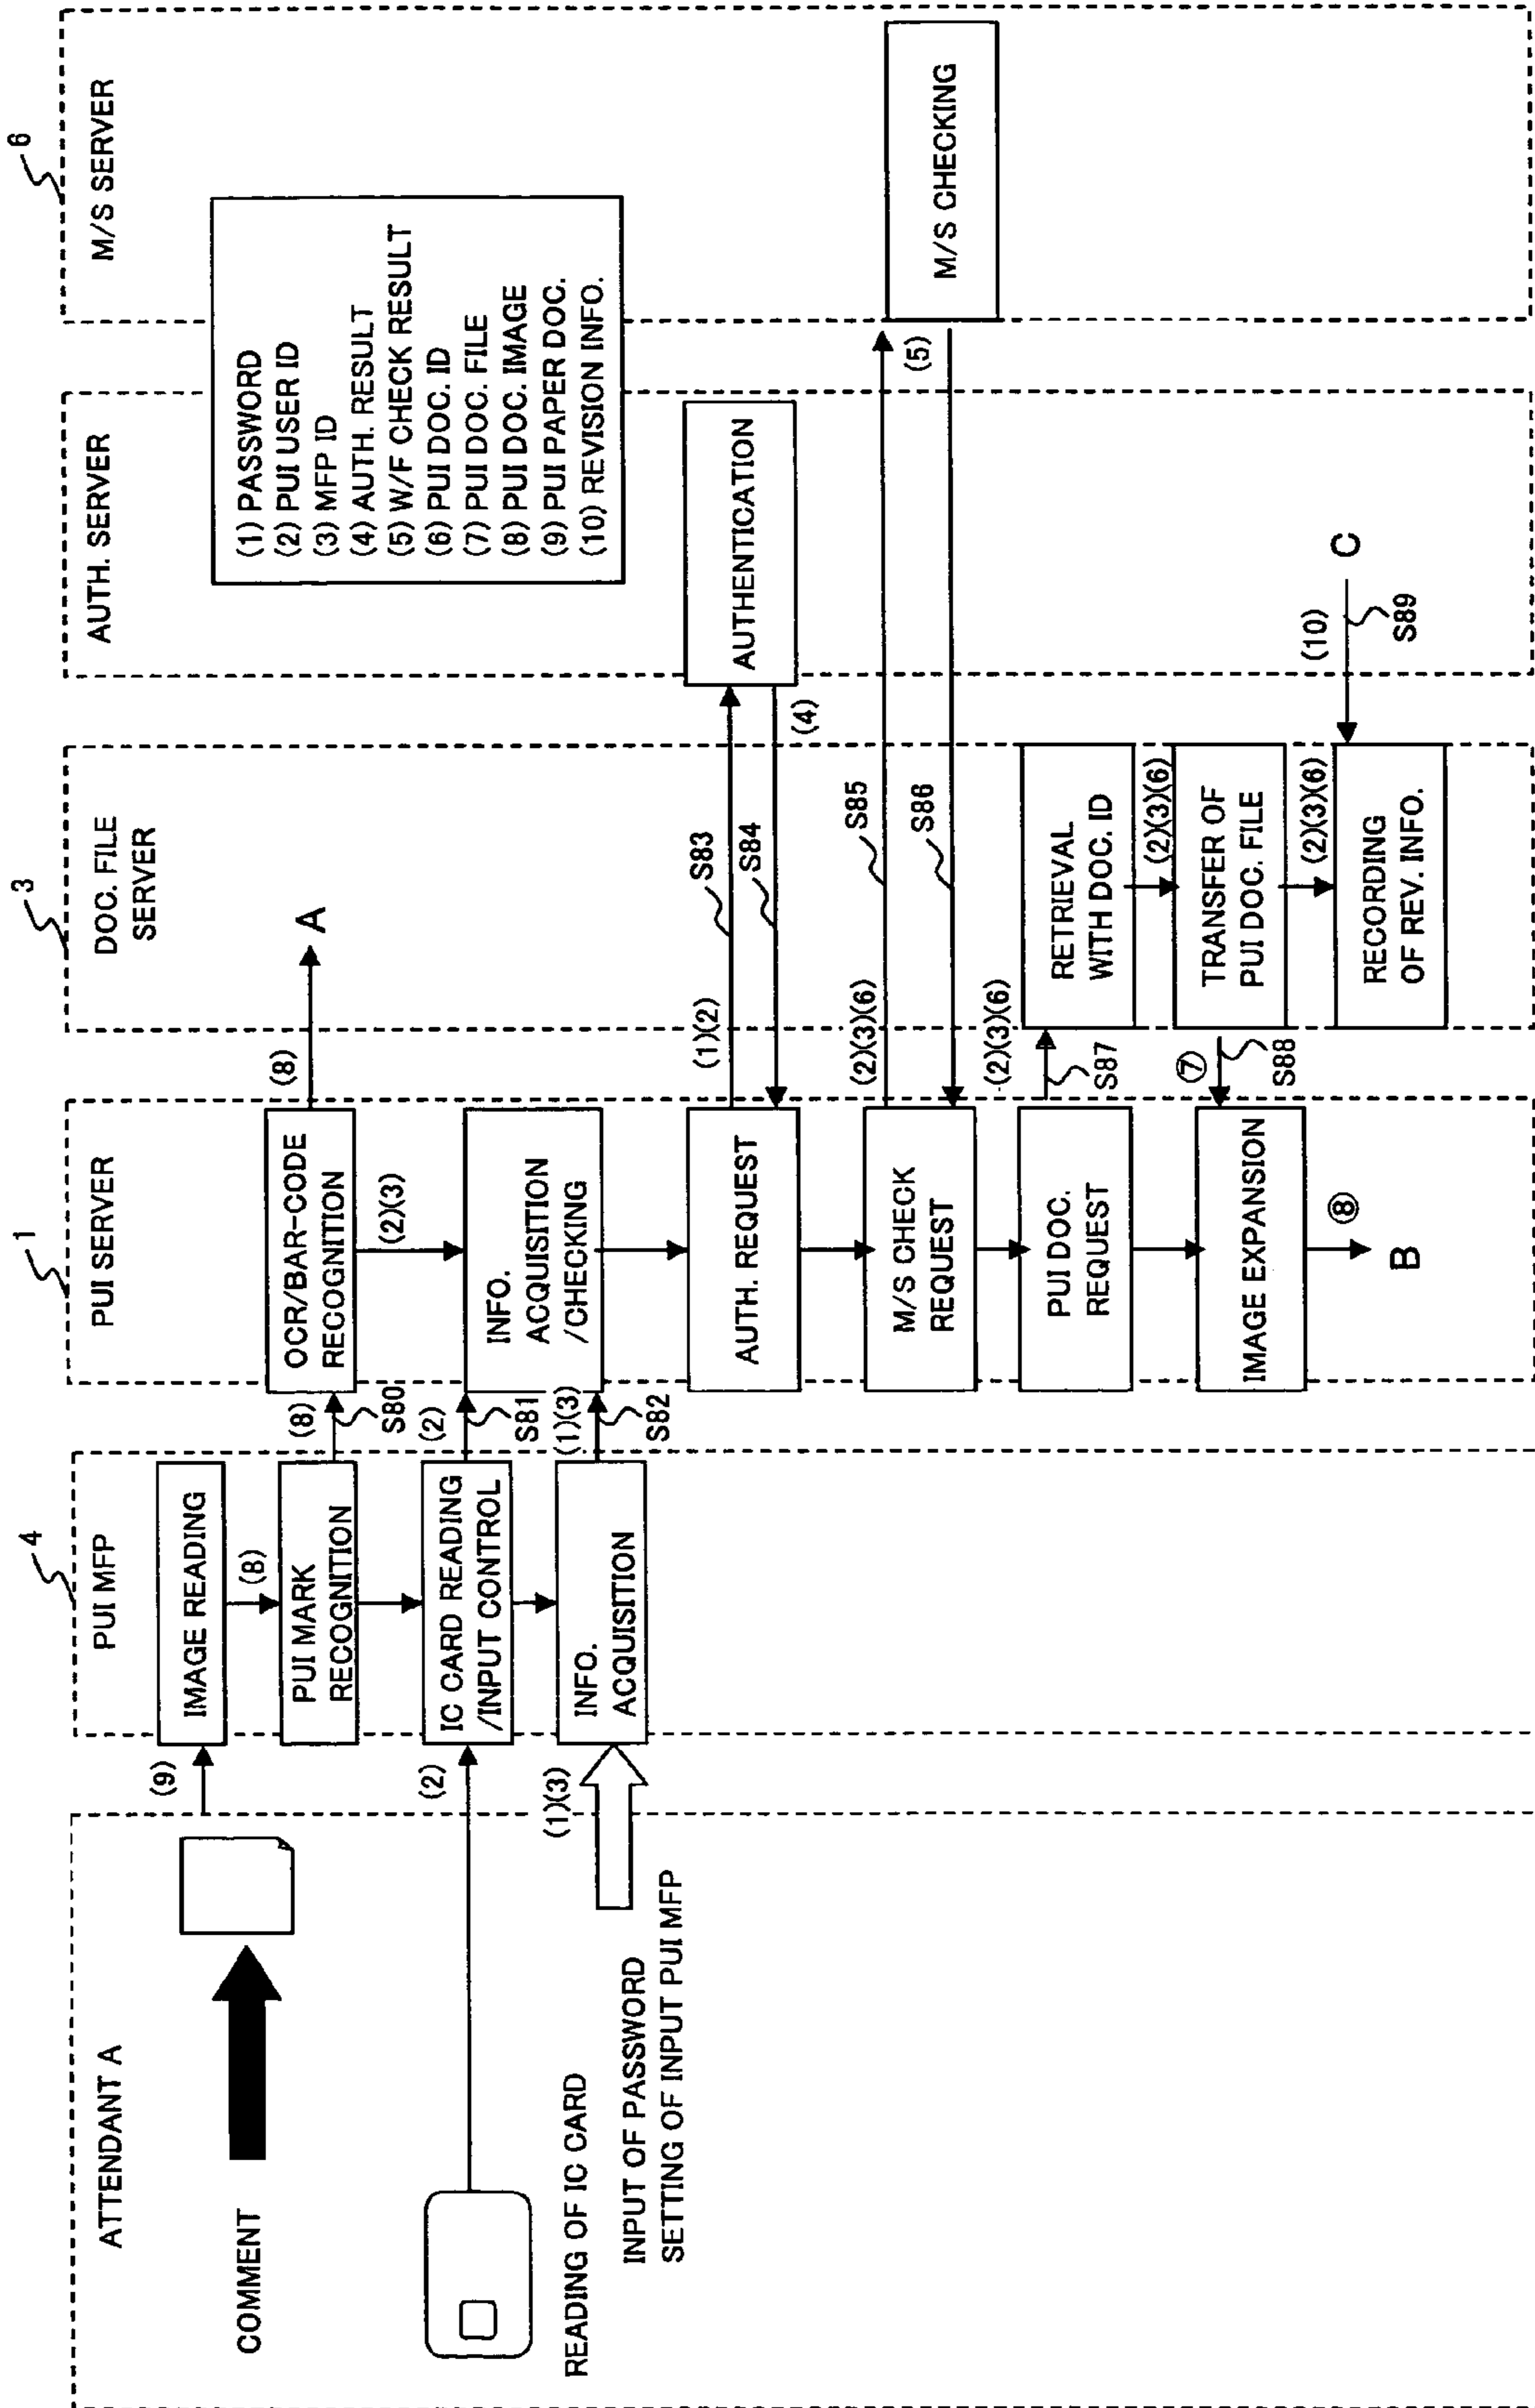 ATTENDANT A
COMMENT
READING OF IC CARD
INPUT OF PASSWORD
SETTING OF INPUT PUI MFP
(9)
(2)
(1)(3)
4
PUI MFP
IMAGE READING
(8)
PUI MARK
RECOGNITION
IC CARD READING
/INPUT CONTROL
INFO.
ACQUISITION
(8)
S80
(2)
S81
(1)(3)
S82
1
PUI SERVER
OCR/BAR-CODE
RECOGNITION
(2)(3)
INFO.
ACQUISITION
/CHECKING
AUTH. REQUEST
M/S CHECK
REQUEST
PUI DOC.
REQUEST
IMAGE EXPANSION
⑧
B
(8)
A
(1)(2)
S83
S84
(4)
(2)(3)(6)
S85
S86
(5)
(2)(3)(6)
S87
⑦
S88
3
DOC. FILE
SERVER
RETRIEVAL
WITH DOC. ID
(2)(3)(6)
TRANSFER OF
PUI DOC. FILE
(2)(3)(6)
RECORDING
OF REV. INFO.
AUTH. SERVER
AUTHENTICATION
(10)
S89
C
6
M/S SERVER
M/S CHECKING
(1) PASSWORD
(2) PUI USER ID
(3) MFP ID
(4) AUTH. RESULT
(5) W/F CHECK RESULT
(6) PUI DOC. ID
(7) PUI DOC. FILE
(8) PUI DOC. IMAGE
(9) PUI PAPER DOC.
(10) REVISION INFO.